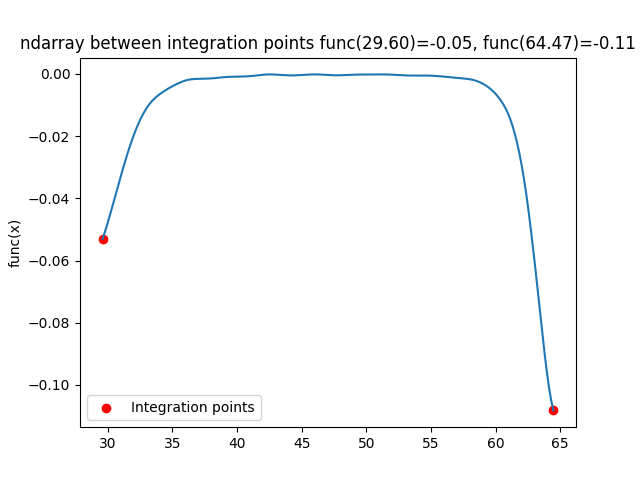 ndarray between integration points func(29.60)=-0.05, func(64.47)=-0.11
0.00
−0.02
−0.04
−0.06
−0.08
−0.10
func(x)
Integration points
30 35 40 45 50 55 60 65